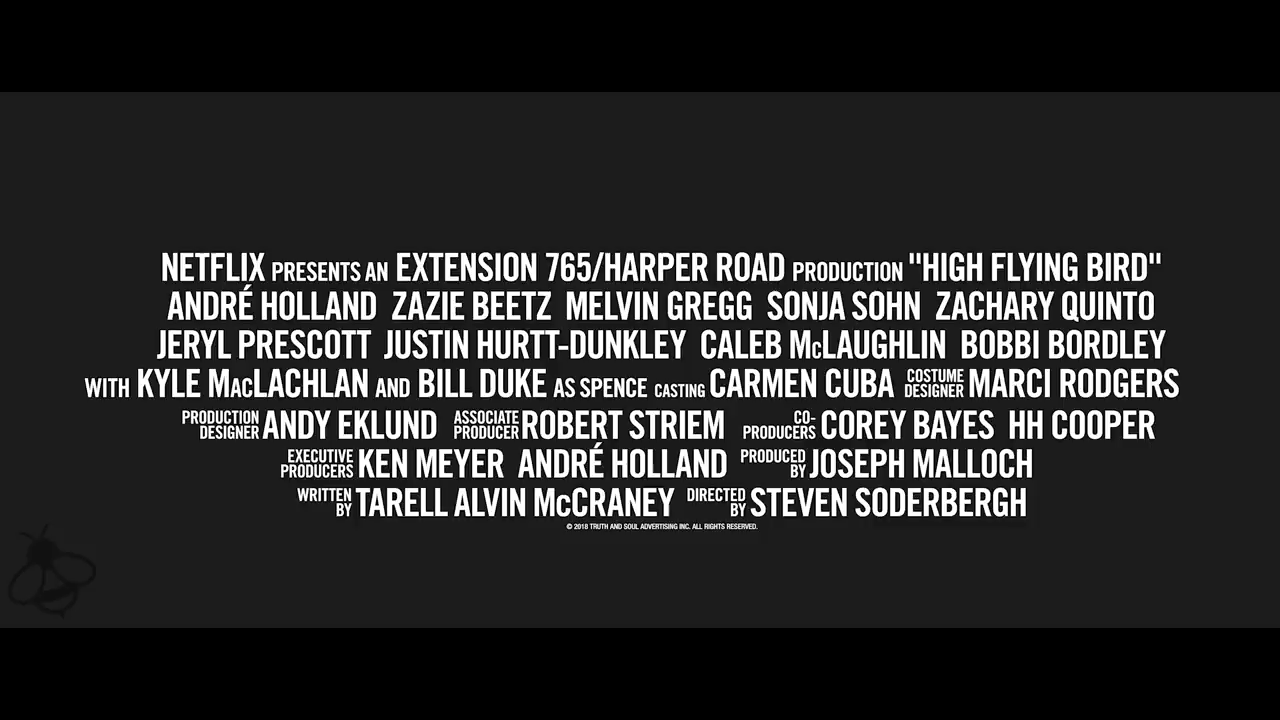 NETFLIX PRESENTS AN EXTENSION 765/HARPER ROAD PRODUCTION "HIGH FLYING BIRD"
ANDRÉ HOLLAND ZAZIE BEETZ MELVIN GREGG SONJA SOHN ZACHARY QUINTO
JERYL PRESCOTT JUSTIN HURTT-DUNKLEY CALEB McLAUGHLIN BOBBI BORDLEY
WITH KYLE MacLACHLAN AND BILL DUKE AS SPENCE CASTING CARMEN CUBA COSTUME DESIGNER MARCI RODGERS
PRODUCTION DESIGNER ANDY EKLUND ASSOCIATE PRODUCER ROBERT STRIEM CO-PRODUCERS COREY BAYES HH COOPER
EXECUTIVE PRODUCERS KEN MEYER ANDRÉ HOLLAND PRODUCED BY JOSEPH MALLOCH
WRITTEN BY TARELL ALVIN McCRANEY DIRECTED BY STEVEN SODERBERGH
© 2018 TRUTH AND SOUL ADVERTISING INC. ALL RIGHTS RESERVED.